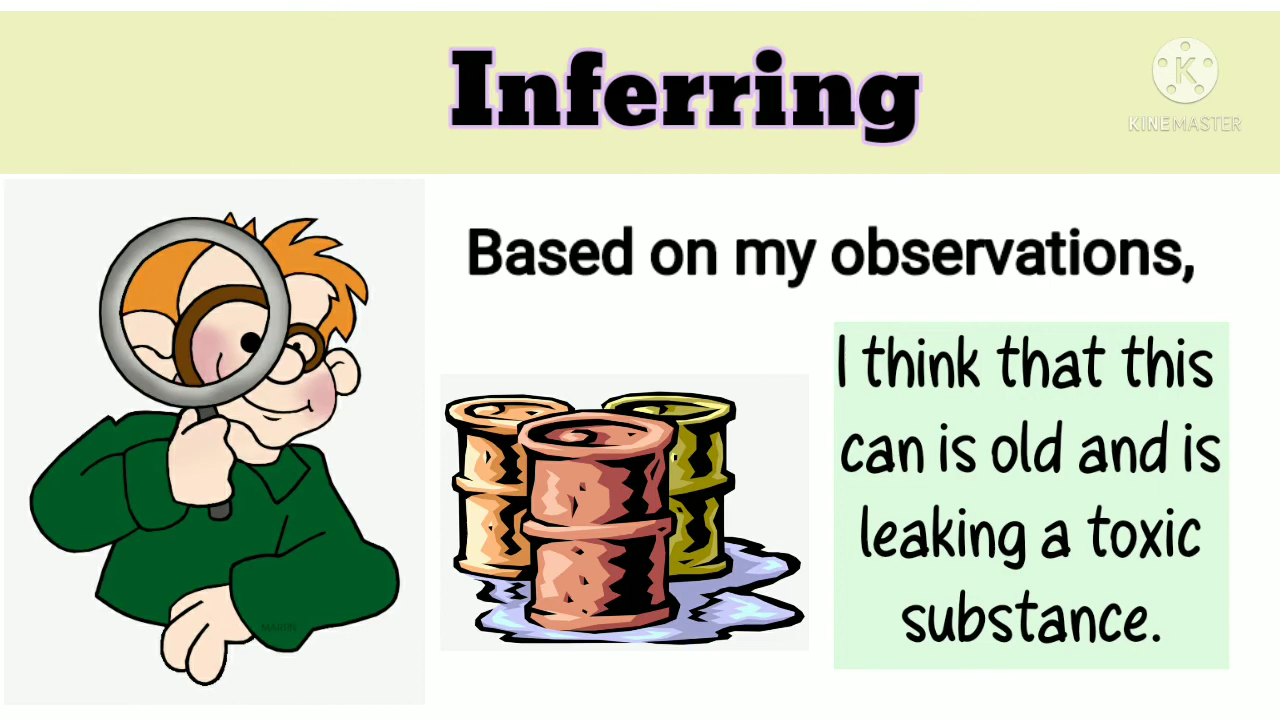 Inferring
K
KINEMASTER
Based on my observations,
I think that this
can is old and is
leaking a toxic
substance.